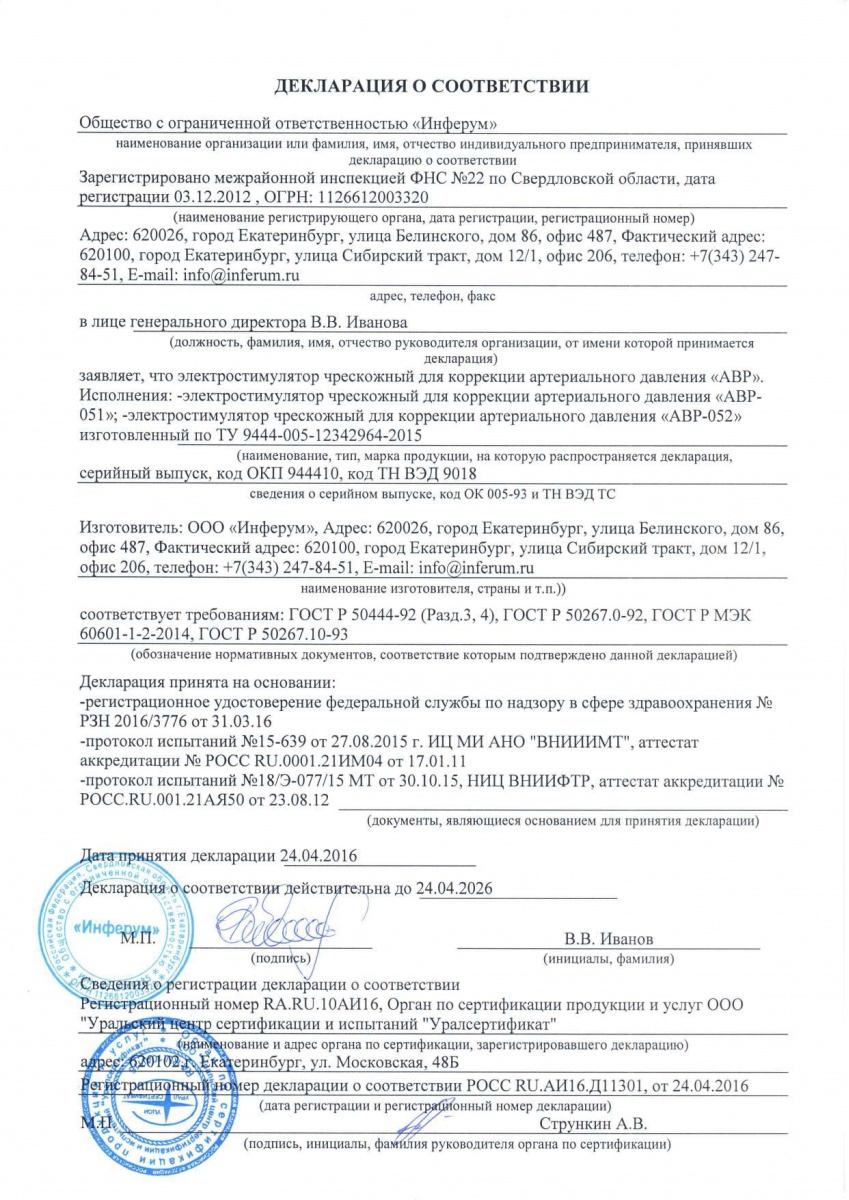 ДЕКЛАРАЦИЯ О СООТВЕТСТВИИ
Общество с ограниченной ответственностью «Инферум»
наименование организации или фамилия, имя, отчество индивидуального предпринимателя, принявших
декларацию о соответствии
Зарегистрировано межрайонной инспекцией ФНС №22 по Свердловской области, дата
регистрации 03.12.2012 , ОГРН: 1126612003320
(наименование регистрирующего органа, дата регистрации, регистрационный номер)
Адрес: 620026, город Екатеринбург, улица Белинского, дом 86, офис 487, Фактический адрес:
620100, город Екатеринбург, улица Сибирский тракт, дом 12/1, офис 206, телефон: +7(343) 247-
84-51, E-mail: info@inferum.ru
адрес, телефон, факс
в лице генерального директора В.В. Иванова
(должность, фамилия, имя, отчество руководителя организации, от имени которой принимается
декларация)
заявляет, что электростимулятор чрескожный для коррекции артериального давления «АВР».
Исполнения: -электростимулятор чрескожный для коррекции артериального давления «АВР-
051»; -электростимулятор чрескожный для коррекции артериального давления «АВР-052»
изготовленный по ТУ 9444-005-12342964-2015
(наименование, тип, марка продукции, на которую распространяется декларация,
серийный выпуск, код ОКП 944410, код ТН ВЭД 9018
сведения о серийном выпуске, код ОК 005-93 и ТН ВЭД ТС
Изготовитель: ООО «Инферум», Адрес: 620026, город Екатеринбург, улица Белинского, дом 86,
офис 487, Фактический адрес: 620100, город Екатеринбург, улица Сибирский тракт, дом 12/1,
офис 206, телефон: +7(343) 247-84-51, E-mail: info@inferum.ru
наименование изготовителя, страны и т.п.))
соответствует требованиям: ГОСТ Р 50444-92 (Разд.3, 4), ГОСТ Р 50267.0-92, ГОСТ Р МЭК
60601-1-2-2014, ГОСТ Р 50267.10-93
(обозначение нормативных документов, соответствие которым подтверждено данной декларацией)
Декларация принята на основании:
-регистрационное удостоверение федеральной службы по надзору в сфере здравоохранения №
РЗН 2016/3776 от 31.03.16
-протокол испытаний №15-639 от 27.08.2015 г. ИЦ МИ АНО "ВНИИИМТ", аттестат
аккредитации № РОСС RU.0001.21ИМ04 от 17.01.11
-протокол испытаний №18/Э-077/15 МТ от 30.10.15, НИЦ ВНИИФТР, аттестат аккредитации №
РОСС.RU.001.21АЯ50 от 23.08.12
(документы, являющиеся основанием для принятия декларации)
Дата принятия декларации 24.04.2016
Декларация о соответствии действительна до 24.04.2026
«Инферум»
М.П.
В.В. Иванов
(подпись)
(инициалы, фамилия)
Сведения о регистрации декларации о соответствии
Регистрационный номер RA.RU.10АИ16, Орган по сертификации продукции и услуг ООО
"Уральский центр сертификации и испытаний "Уралсертификат"
(наименование и адрес органа по сертификации, зарегистрировавшего декларацию)
адрес: 620102,г. Екатеринбург, ул. Московская, 48Б
Регистрационный номер декларации о соответствии РОСС RU.АИ16.Д11301, от 24.04.2016
(дата регистрации и регистрационный номер декларации)
М.П.
Стрункин А.В.
(подпись, инициалы, фамилия руководителя органа по сертификации)